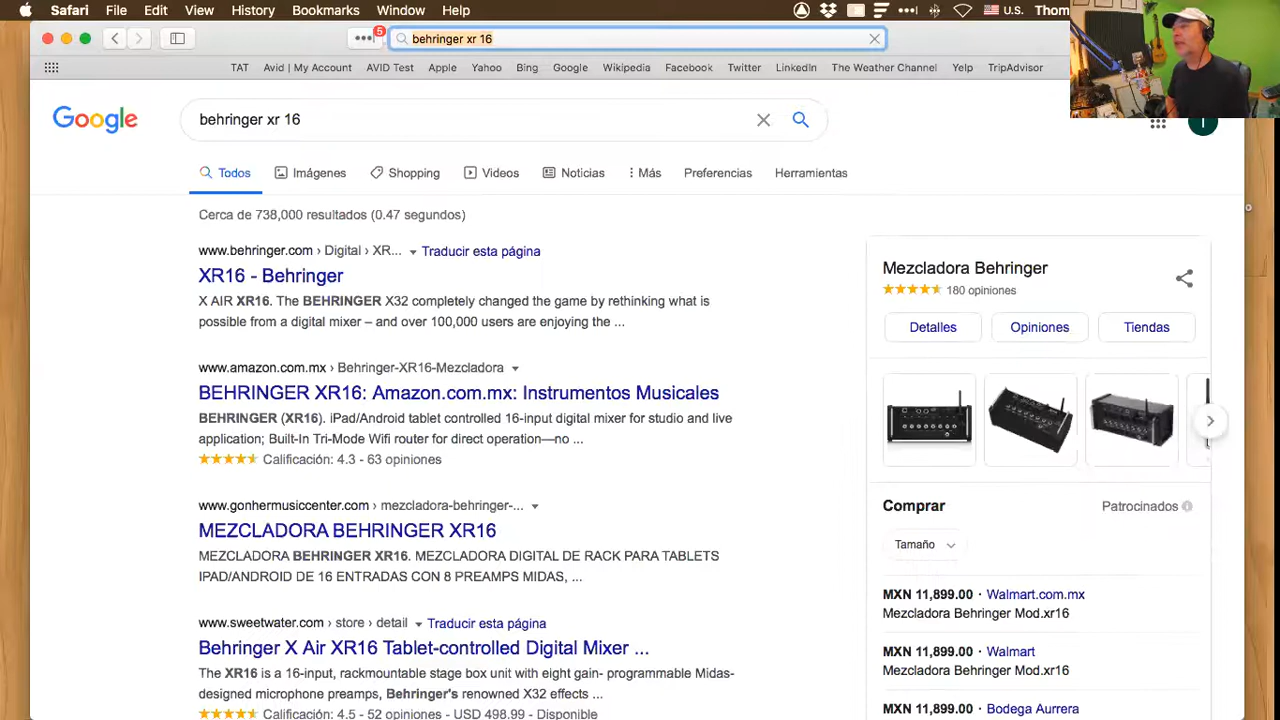 Safari File Edit View History Bookmarks Window Help U.S. Thom
5
behringer xr 16
TAT Avid | My Account AVID Test Apple Yahoo Bing Google Wikipedia Facebook Twitter LinkedIn The Weather Channel Yelp TripAdvisor
Google
behringer xr 16
Todos Imágenes Shopping Videos Noticias Más Preferencias Herramientas
Cerca de 738,000 resultados (0.47 segundos)
www.behringer.com › Digital › XR... Traducir esta página
XR16 - Behringer
X AIR XR16. The BEHRINGER X32 completely changed the game by rethinking what is
possible from a digital mixer – and over 100,000 users are enjoying the ...
www.amazon.com.mx › Behringer-XR16-Mezcladora
BEHRINGER XR16: Amazon.com.mx: Instrumentos Musicales
BEHRINGER (XR16). iPad/Android tablet controlled 16-input digital mixer for studio and live
application; Built-In Tri-Mode Wifi router for direct operation—no ...
Calificación: 4.3 - 63 opiniones
www.gonhermusiccenter.com › mezcladora-behringer-...
MEZCLADORA BEHRINGER XR16
MEZCLADORA BEHRINGER XR16. MEZCLADORA DIGITAL DE RACK PARA TABLETS
IPAD/ANDROID DE 16 ENTRADAS CON 8 PREAMPS MIDAS, ...
www.sweetwater.com › store › detail Traducir esta página
Behringer X Air XR16 Tablet-controlled Digital Mixer ...
The XR16 is a 16-input, rackmountable stage box unit with eight gain- programmable Midas-
designed microphone preamps, Behringer's renowned X32 effects ...
Calificación: 4.5 - 52 opiniones - USD 498.99 - Disponible
Mezcladora Behringer
180 opiniones
Detalles Opiniones Tiendas
Comprar Patrocinados
Tamaño
MXN 11,899.00 · Walmart.com.mx
Mezcladora Behringer Mod.xr16
MXN 11,899.00 · Walmart
Mezcladora Behringer Mod.xr16
MXN 11,899.00 · Bodega Aurrera